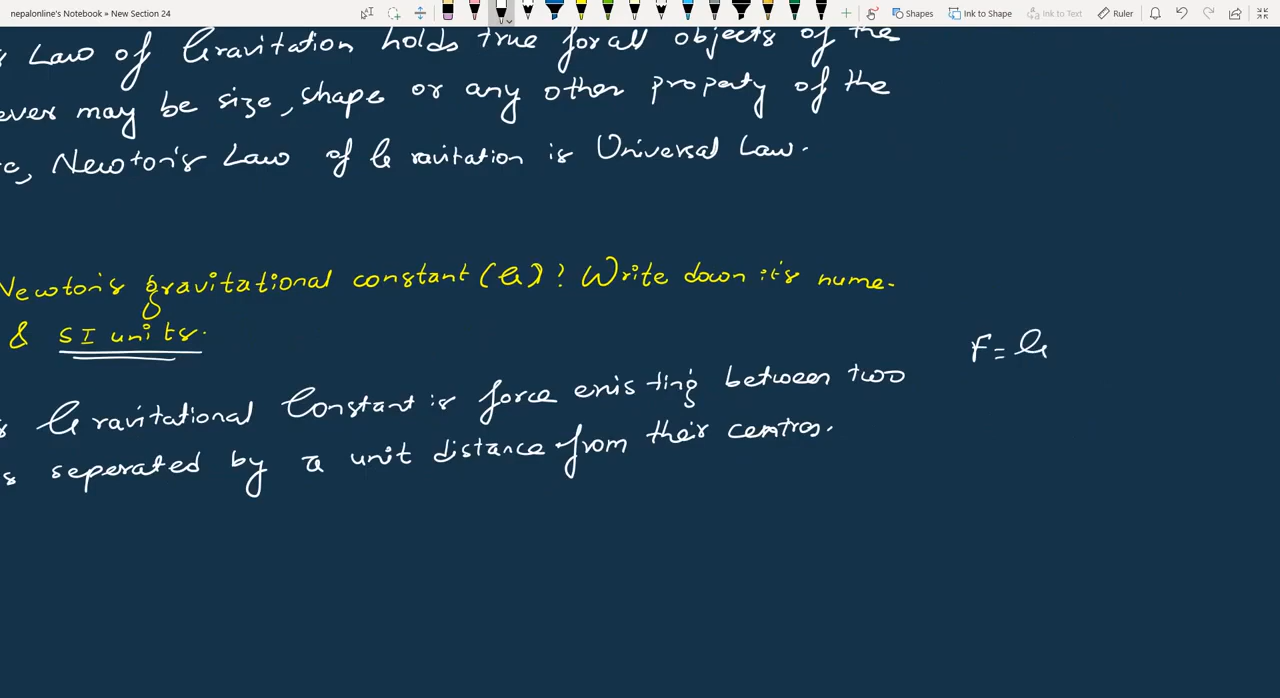 nepalonline's Notebook » New Section 24
Shapes Ink to Shape Ink to Text Ruler
Law of Gravitation holds true for all objects of the
ever may be size, shape or any other property of the
Newton's Law of Gravitation is Universal Law.
Newton's gravitational constant (G)? Write down it's nume-
& SI units.
F = G
Gravitational Constant is force existing between two
seperated by a unit distance from their centres.